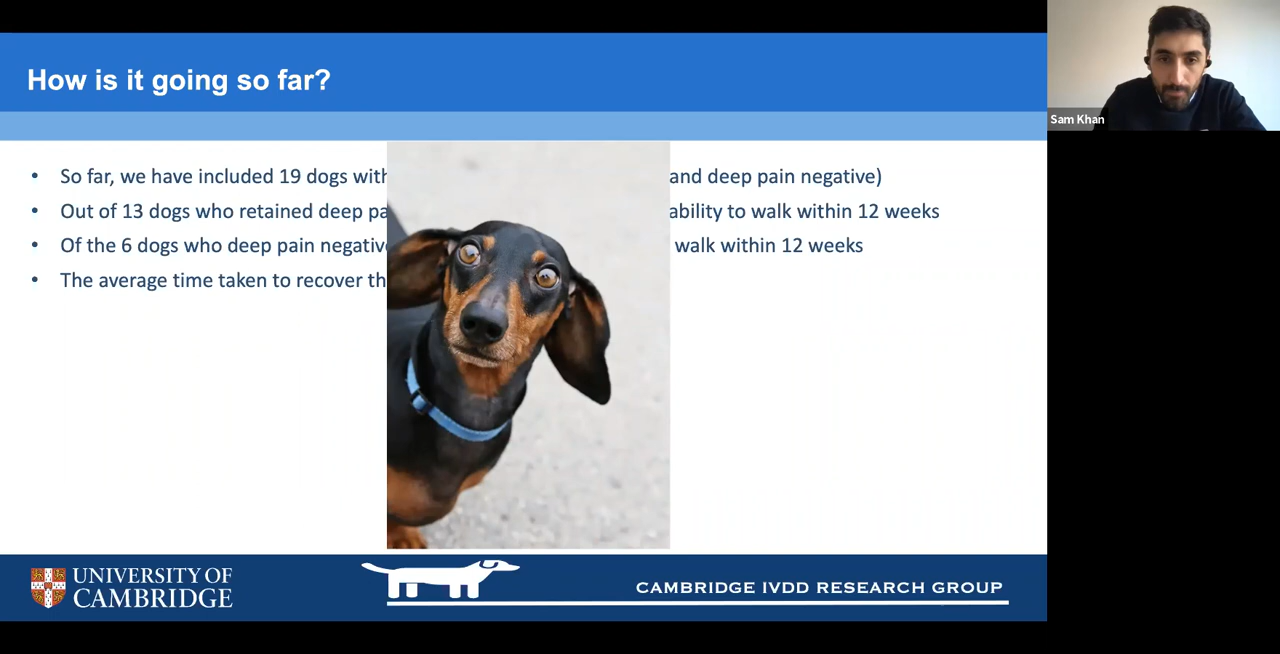 How is it going so far?
Sam Khan
• So far, we have included 19 dogs with and deep pain negative)
• Out of 13 dogs who retained deep ability to walk within 12 weeks
• Of the 6 dogs who deep pain walk within 12 weeks
• The average time taken to recover
UNIVERSITY OF
CAMBRIDGE
CAMBRIDGE IVDD RESEARCH GROUP